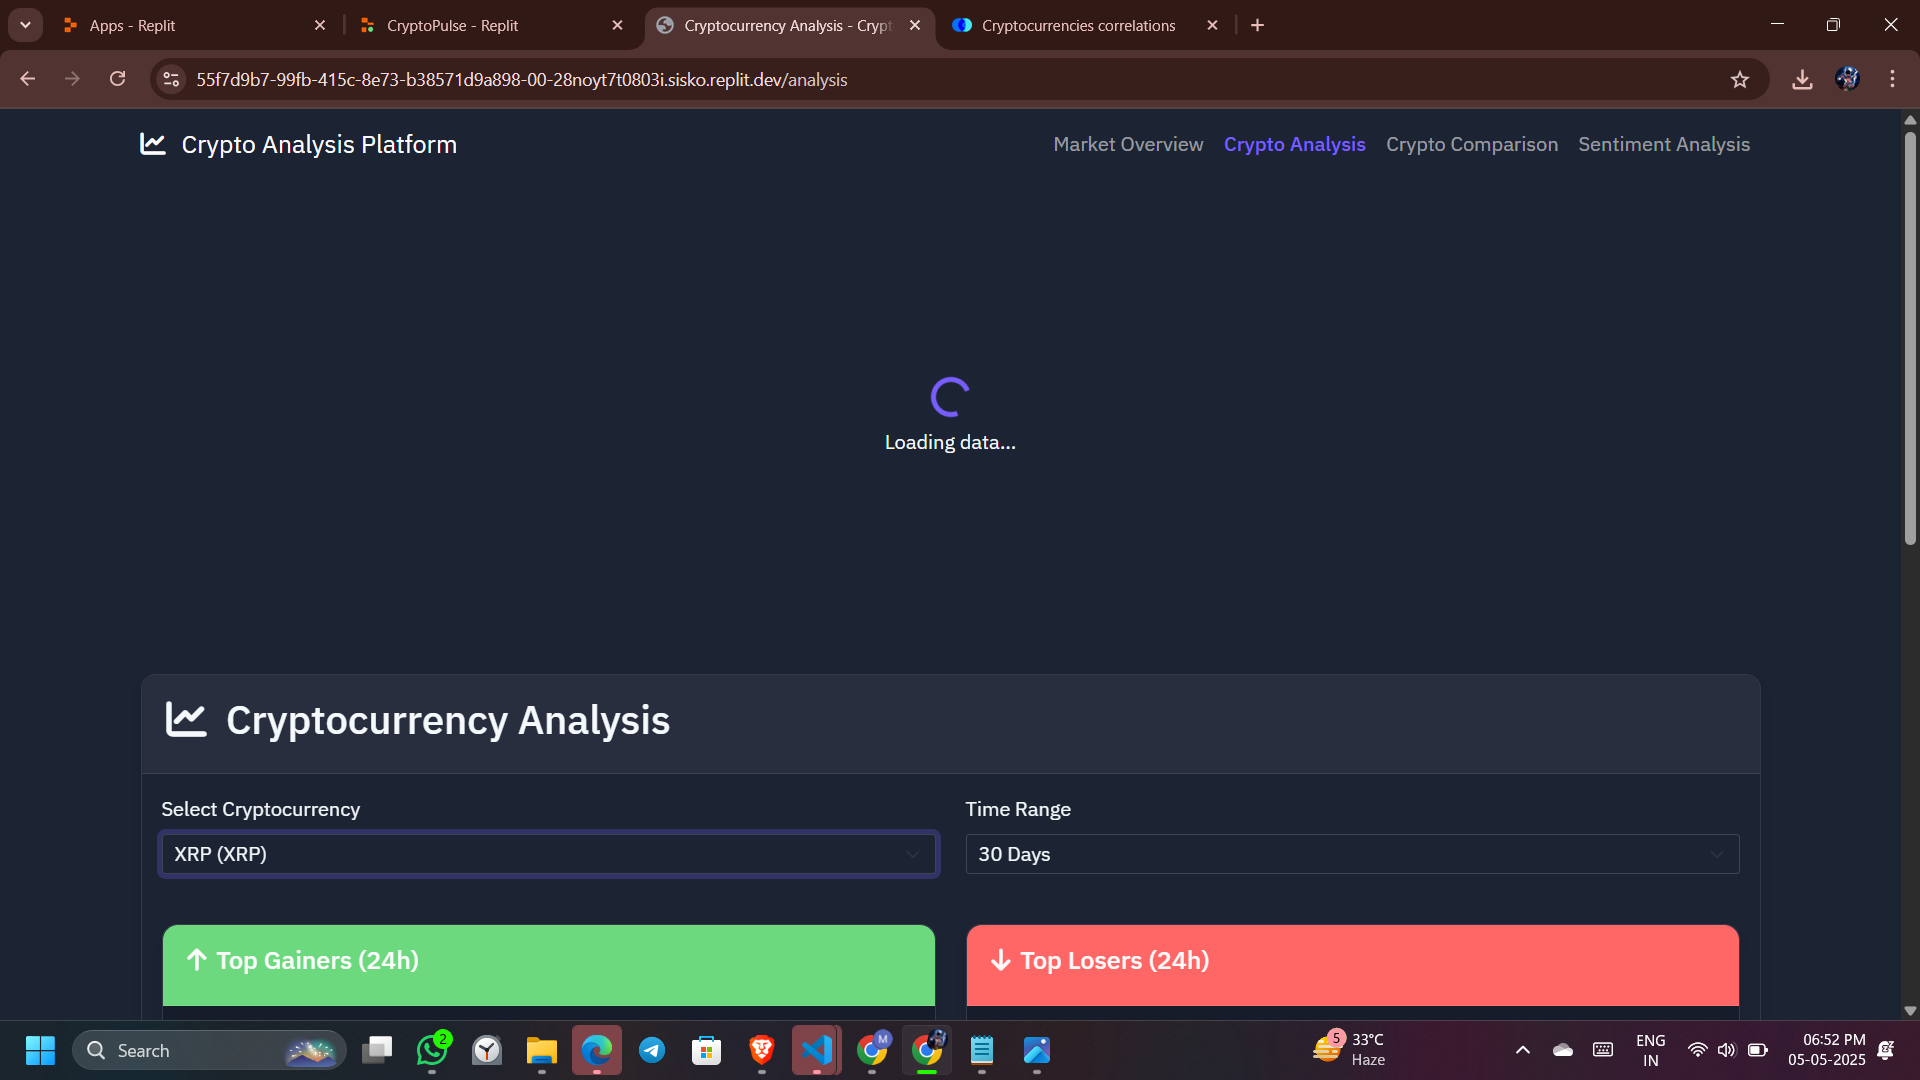 Apps - Replit
CryptoPulse - Replit
Cryptocurrency Analysis - Crypt
Cryptocurrencies correlations
55f7d9b7-99fb-415c-8e73-b38571d9a898-00-28noyt7t0803i.sisko.replit.dev/analysis
Crypto Analysis Platform
Market Overview
Crypto Analysis
Crypto Comparison
Sentiment Analysis
Loading data...
Cryptocurrency Analysis
Select Cryptocurrency
Time Range
XRP (XRP)
30 Days
Top Gainers (24h)
Top Losers (24h)
Search
2
M
5
33°C
Haze
ENG
IN
06:52 PM
05-05-2025